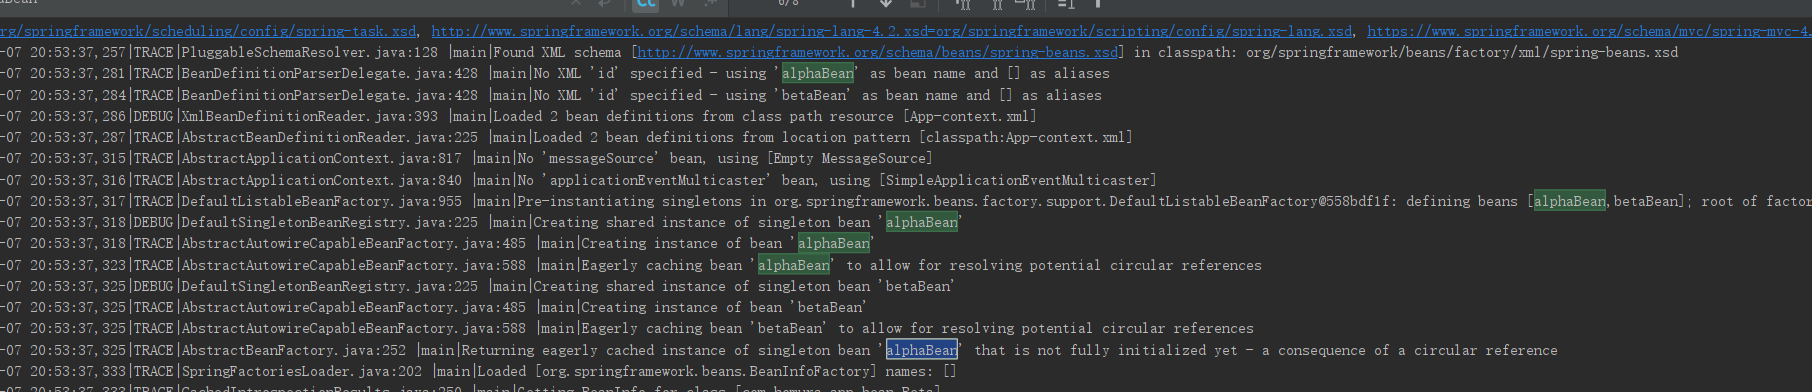 Cc W .* 6/8
rg/springframework/scheduling/config/spring-task.xsd, http://www.springframework.org/schema/lang/spring-lang-4.2.xsd=org/springframework/scripting/config/spring-lang.xsd, https://www.springframework.org/schema/mvc/spring-mvc-4.
-07 20:53:37,257|TRACE|PluggableSchemaResolver.java:128 |main|Found XML schema [http://www.springframework.org/schema/beans/spring-beans.xsd] in classpath: org/springframework/beans/factory/xml/spring-beans.xsd
-07 20:53:37,281|TRACE|BeanDefinitionParserDelegate.java:428 |main|No XML 'id' specified - using 'alphaBean' as bean name and [] as aliases
-07 20:53:37,284|TRACE|BeanDefinitionParserDelegate.java:428 |main|No XML 'id' specified - using 'betaBean' as bean name and [] as aliases
-07 20:53:37,286|DEBUG|XmlBeanDefinitionReader.java:393 |main|Loaded 2 bean definitions from class path resource [App-context.xml]
-07 20:53:37,287|TRACE|AbstractBeanDefinitionReader.java:225 |main|Loaded 2 bean definitions from location pattern [classpath:App-context.xml]
-07 20:53:37,315|TRACE|AbstractApplicationContext.java:817 |main|No 'messageSource' bean, using [Empty MessageSource]
-07 20:53:37,316|TRACE|AbstractApplicationContext.java:840 |main|No 'applicationEventMulticaster' bean, using [SimpleApplicationEventMulticaster]
-07 20:53:37,317|TRACE|DefaultListableBeanFactory.java:955 |main|Pre-instantiating singletons in org.springframework.beans.factory.support.DefaultListableBeanFactory@558bdf1f: defining beans [alphaBean,betaBean]; root of factor
-07 20:53:37,318|DEBUG|DefaultSingletonBeanRegistry.java:225 |main|Creating shared instance of singleton bean 'alphaBean'
-07 20:53:37,318|TRACE|AbstractAutowireCapableBeanFactory.java:485 |main|Creating instance of bean 'alphaBean'
-07 20:53:37,323|TRACE|AbstractAutowireCapableBeanFactory.java:588 |main|Eagerly caching bean 'alphaBean' to allow for resolving potential circular references
-07 20:53:37,325|DEBUG|DefaultSingletonBeanRegistry.java:225 |main|Creating shared instance of singleton bean 'betaBean'
-07 20:53:37,325|TRACE|AbstractAutowireCapableBeanFactory.java:485 |main|Creating instance of bean 'betaBean'
-07 20:53:37,325|TRACE|AbstractAutowireCapableBeanFactory.java:588 |main|Eagerly caching bean 'betaBean' to allow for resolving potential circular references
-07 20:53:37,325|TRACE|AbstractBeanFactory.java:252 |main|Returning eagerly cached instance of singleton bean 'alphaBean' that is not fully initialized yet - a consequence of a circular reference
-07 20:53:37,333|TRACE|SpringFactoriesLoader.java:202 |main|Loaded [org.springframework.beans.BeanInfoFactory] names: []